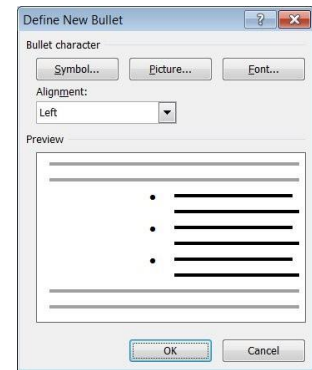 Define New Bullet
Bullet character
Symbol... Picture... Font...
Alignment:
Left
Preview
OK Cancel